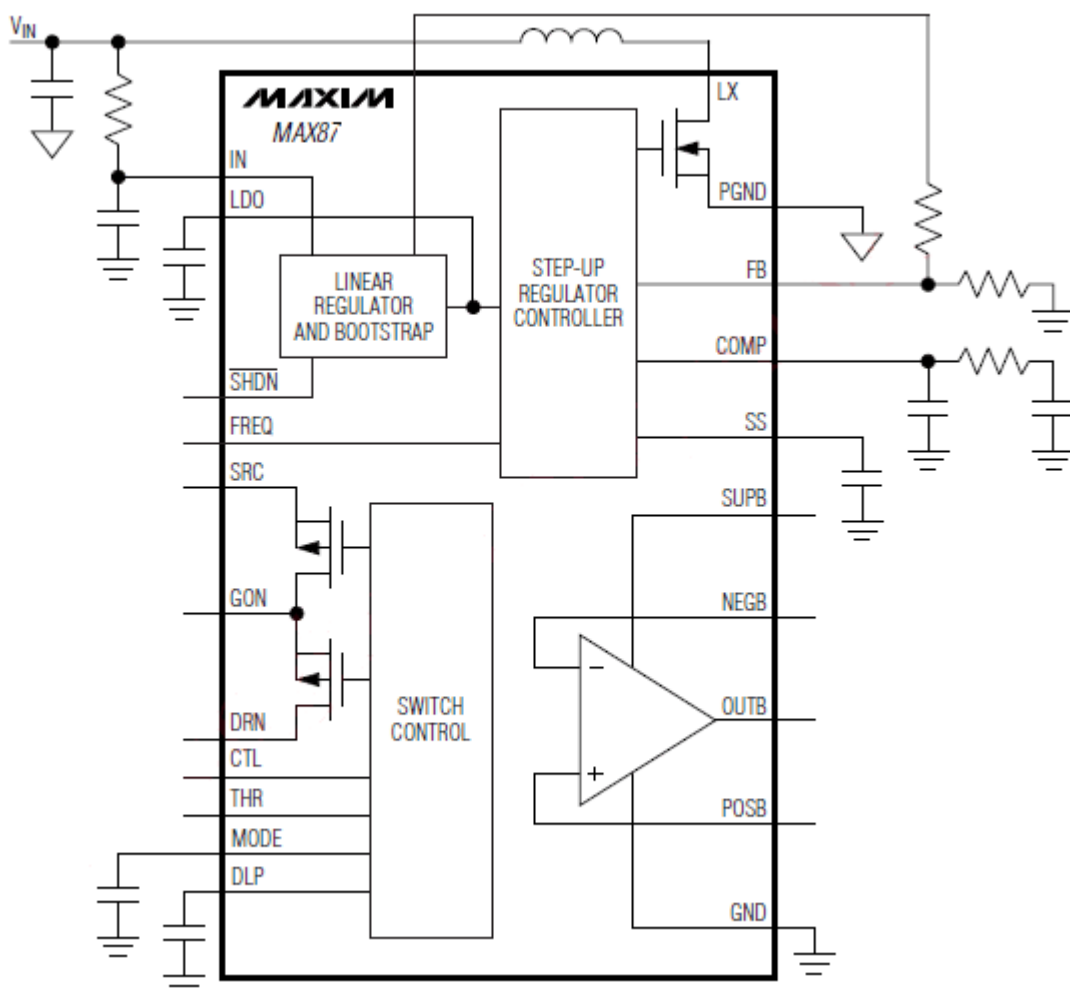 VIN
LX
MAXIM
MAX87
IN
LDO
PGND
LINEAR
REGULATOR
AND BOOTSTRAP
STEP-UP
REGULATOR
CONTROLLER
FB
COMP
SHDN
FREQ
SS
SRC
SUPB
GON
NEGB
SWITCH
CONTROL
−
OUTB
DRN
CTL
+
THR
POSB
MODE
DLP
GND